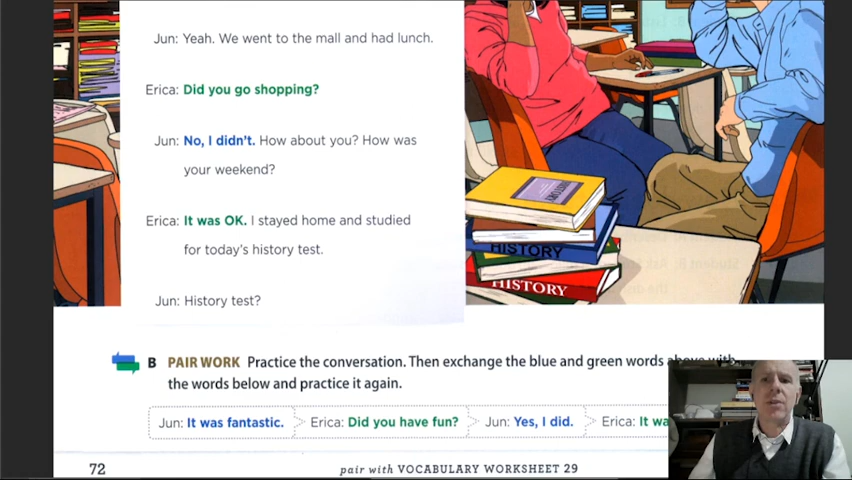 Jun: Yeah. We went to the mall and had lunch.
Erica: Did you go shopping?
Jun: No, I didn't. How about you? How was
your weekend?
Erica: It was OK. I stayed home and studied
for today's history test.
Jun: History test?
HISTORY
HISTORY
HISTORY
Student B: Ask
B PAIR WORK Practice the conversation. Then exchange the blue and green words above with
the words below and practice it again.
Jun: It was fantastic. Erica: Did you have fun? Jun: Yes, I did. Erica: It wa
72 pair with VOCABULARY WORKSHEET 29